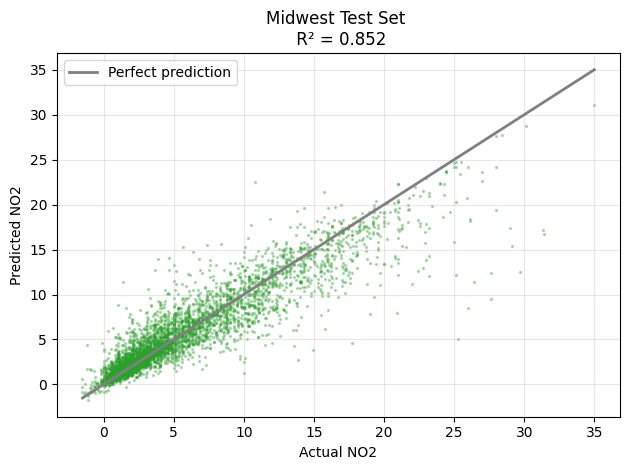 Midwest Test Set
R² = 0.852
Perfect prediction
35
30
25
20
15
10
5
0
Predicted NO2
0 5 10 15 20 25 30 35
Actual NO2